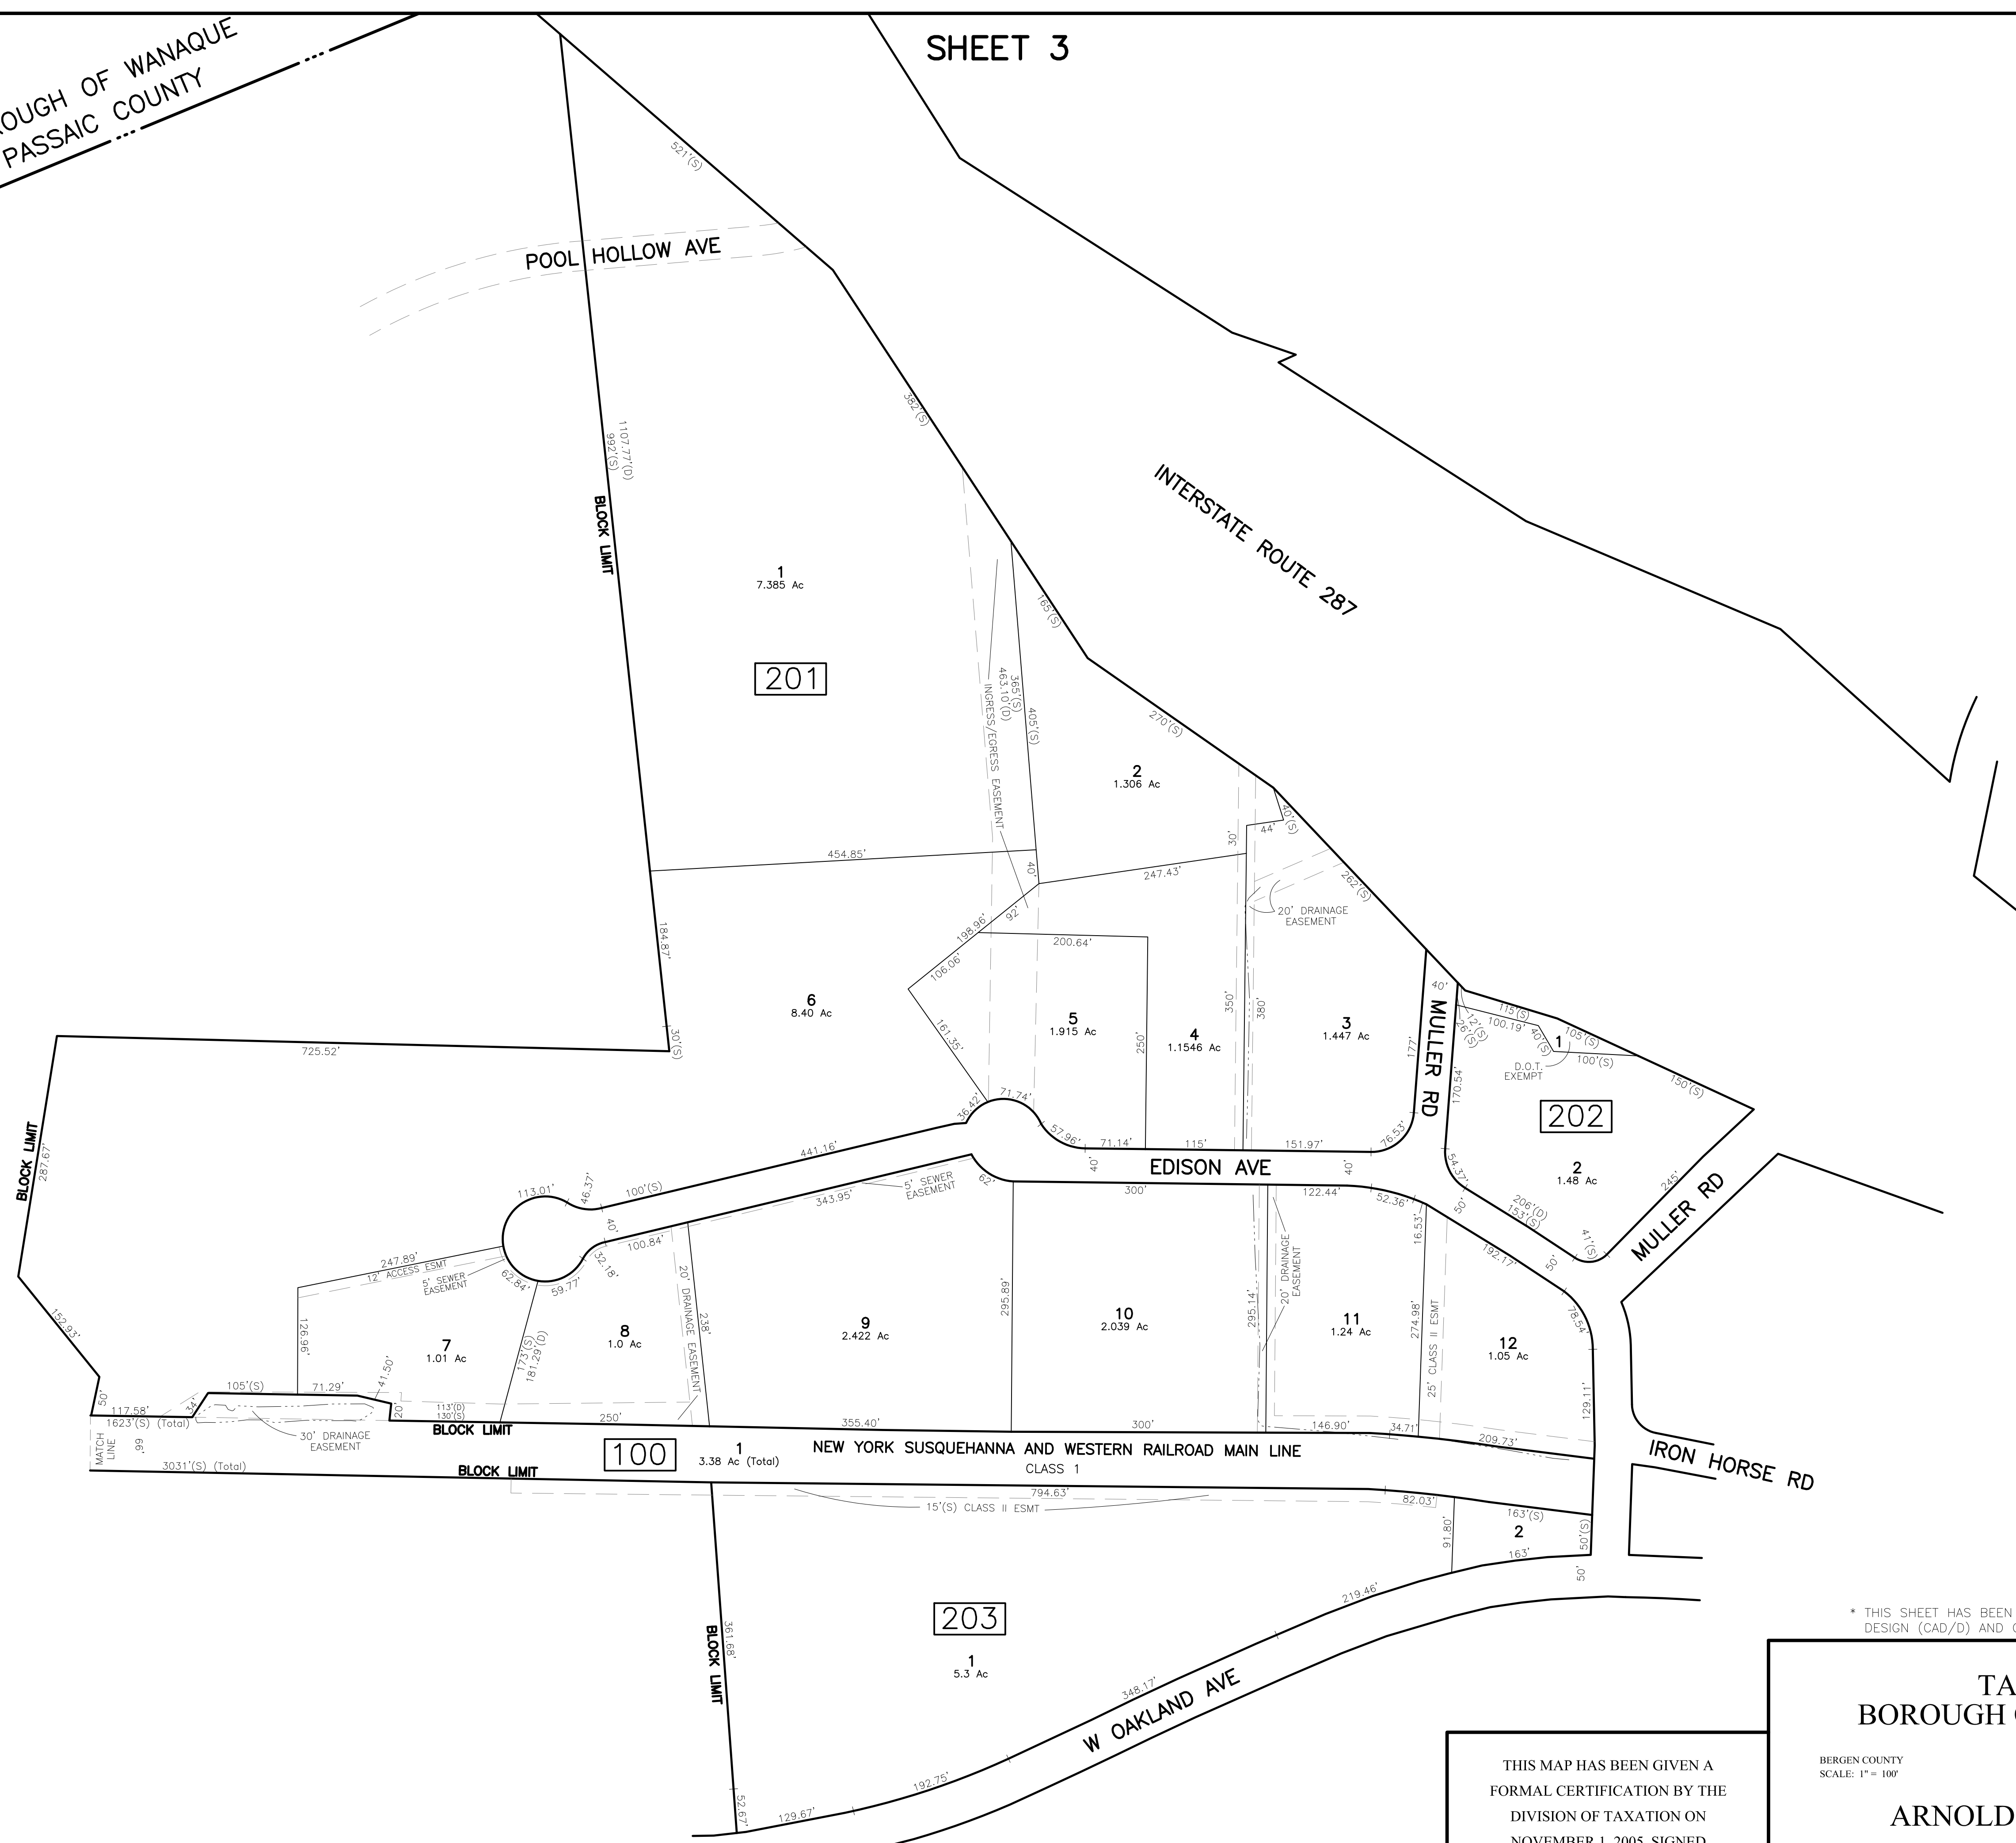 SHEET 3
OF WANAQUE
PASSAIC COUNTY
521'(S)
POOL HOLLOW AVE
382'(S)
1107.77'(D)
992'(S)
BLOCK LIMIT
INTERSTATE ROUTE 287
1
7.385 Ac
201
165'(S)
365'(S)
463.10'(D)
405'(S)
INGRESS/EGRESS EASEMENT
270'(S)
2
1.306 Ac
40'(S)
44'
30'
454.85'
40'
247.43'
262'(S)
20' DRAINAGE
EASEMENT
184.87'
198.96'
92'
200.64'
106.06'
6
8.40 Ac
5
1.915 Ac
4
1.1546 Ac
3
1.447 Ac
350'
380'
250'
161.35'
177'
40'
MULLER RD
12'(S)
26'(S)
115'(S)
100.19'
40'(S)
105'(S)
1
100'(S)
D.O.T.
EXEMPT
150'(S)
170.54'
202
2
1.48 Ac
30'(S)
725.52'
BLOCK LIMIT
287.67'
36.42'
71.74'
57.96'
71.14'
115'
151.97'
76.53'
54.37'
441.16'
40'
EDISON AVE
40'
50'
206'(D)
153'(S)
245'
MULLER RD
41'(S)
113.01'
46.37'
100'(S)
343.95'
5' SEWER
EASEMENT
62'
300'
122.44'
52.36'
16.53'
192.17'
50'
40'
100.84'
32.18'
247.89'
12' ACCESS ESMT
5' SEWER
EASEMENT
62.84'
59.77'
20' DRAINAGE EASEMENT
238'
295.89'
295.14'
20' DRAINAGE
EASEMENT
274.98'
25' CLASS II ESMT
78.54'
152.93'
126.96'
7
1.01 Ac
173'(S)
181.29'(D)
8
1.0 Ac
9
2.422 Ac
10
2.039 Ac
11
1.24 Ac
12
1.05 Ac
129.11'
50'
105'(S)
71.29'
41.50'
34'
20'
113'(D)
130'(S)
250'
355.40'
300'
146.90'
34.71'
209.73'
117.58'
1623'(S) (Total)
MATCH
LINE
66'
30' DRAINAGE
EASEMENT
BLOCK LIMIT
100
1
3.38 Ac (Total)
NEW YORK SUSQUEHANNA AND WESTERN RAILROAD MAIN LINE
CLASS 1
IRON HORSE RD
3031'(S) (Total)
BLOCK LIMIT
794.63'
15'(S) CLASS II ESMT
82.03'
163'(S)
91.80'
2
50'(S)
163'
50'
219.46'
361.68'
BLOCK LIMIT
203
1
5.3 Ac
348.17'
W OAKLAND AVE
192.75'
129.67'
52.67'
* THIS SHEET HAS BEEN
DESIGN (CAD/D) AND
BOROUGH
BERGEN COUNTY
SCALE: 1" = 100'
ARNOLD
THIS MAP HAS BEEN GIVEN A
FORMAL CERTIFICATION BY THE
DIVISION OF TAXATION ON
NOVEMBER 1, 2005, SIGNED